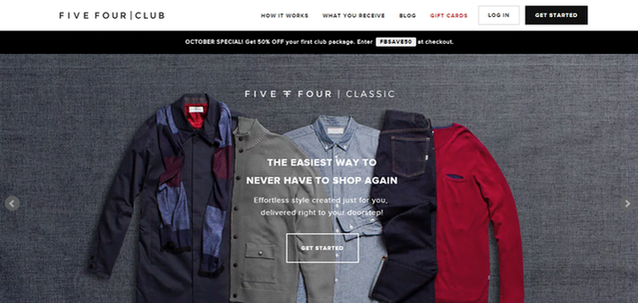 FIVE FOUR | CLUB
HOW IT WORKS
WHAT YOU RECEIVE
BLOG
GIFT CARDS
LOG IN
GET STARTED
OCTOBER SPECIAL! Get 50% OFF your first club package. Enter FBSAVE50 at checkout.
FIVE FOUR | CLASSIC
THE EASIEST WAY TO
NEVER HAVE TO SHOP AGAIN
Effortless style created just for you,
delivered right to your doorstep!
GET STARTED